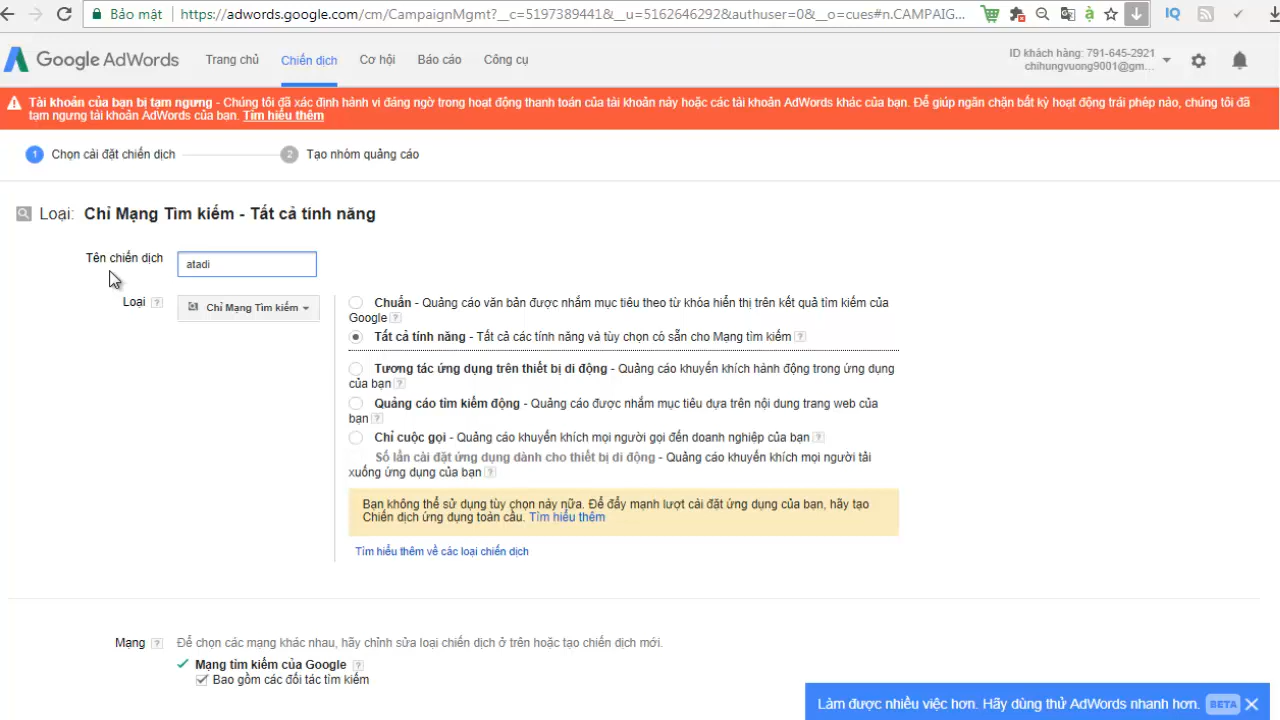 Bảo mật
https://adwords.google.com/cm/CampaignMgmt?__c=5197389441&__u=5162646292&authuser=0&__o=cues#n.CAMPAIG...
Google AdWords
Trang chủ
Chiến dịch
Cơ hội
Báo cáo
Công cụ
ID khách hàng: 791-645-2921
chihungvuong9001@gm...
Tài khoản của bạn bị tạm ngưng - Chúng tôi đã xác định hành vi đáng ngờ trong hoạt động thanh toán của tài khoản này hoặc các tài khoản AdWords khác của bạn. Để giúp ngăn chặn bất kỳ hoạt động trái phép nào, chúng tôi đã
tạm ngưng tài khoản AdWords của bạn. Tìm hiểu thêm
1 Chọn cài đặt chiến dịch
2 Tạo nhóm quảng cáo
Loại: Chỉ Mạng Tìm kiếm - Tất cả tính năng
Tên chiến dịch
atadi
Loại ?
Chỉ Mạng Tìm kiếm
Chuẩn - Quảng cáo văn bản được nhắm mục tiêu theo từ khóa hiển thị trên kết quả tìm kiếm của
Google ?
Tất cả tính năng - Tất cả các tính năng và tùy chọn có sẵn cho Mạng tìm kiếm ?
Tương tác ứng dụng trên thiết bị di động - Quảng cáo khuyến khích hành động trong ứng dụng
của bạn ?
Quảng cáo tìm kiếm động - Quảng cáo được nhắm mục tiêu dựa trên nội dung trang web của
bạn ?
Chỉ cuộc gọi - Quảng cáo khuyến khích mọi người gọi đến doanh nghiệp của bạn ?
Số lần cài đặt ứng dụng dành cho thiết bị di động - Quảng cáo khuyến khích mọi người tải
xuống ứng dụng của bạn ?
Bạn không thể sử dụng tùy chọn này nữa. Để đẩy mạnh lượt cài đặt ứng dụng của bạn, hãy tạo
Chiến dịch ứng dụng toàn cầu. Tìm hiểu thêm
Tìm hiểu thêm về các loại chiến dịch
Mạng ?
Để chọn các mạng khác nhau, hãy chỉnh sửa loại chiến dịch ở trên hoặc tạo chiến dịch mới.
Mạng tìm kiếm của Google ?
Bao gồm các đối tác tìm kiếm
Làm được nhiều việc hơn. Hãy dùng thử AdWords nhanh hơn. BETA